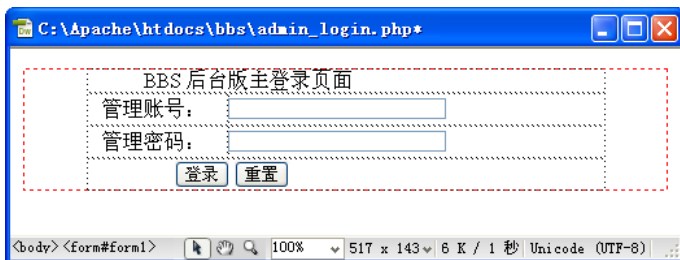 C:\Apache\htdocs\bbs\admin_login.php*
BBS 后台版主登录页面
管理账号：
管理密码：
登录 重置
<body> <form#form1> 100% 517 x 143 6 K / 1 秒 Unicode (UTF-8)